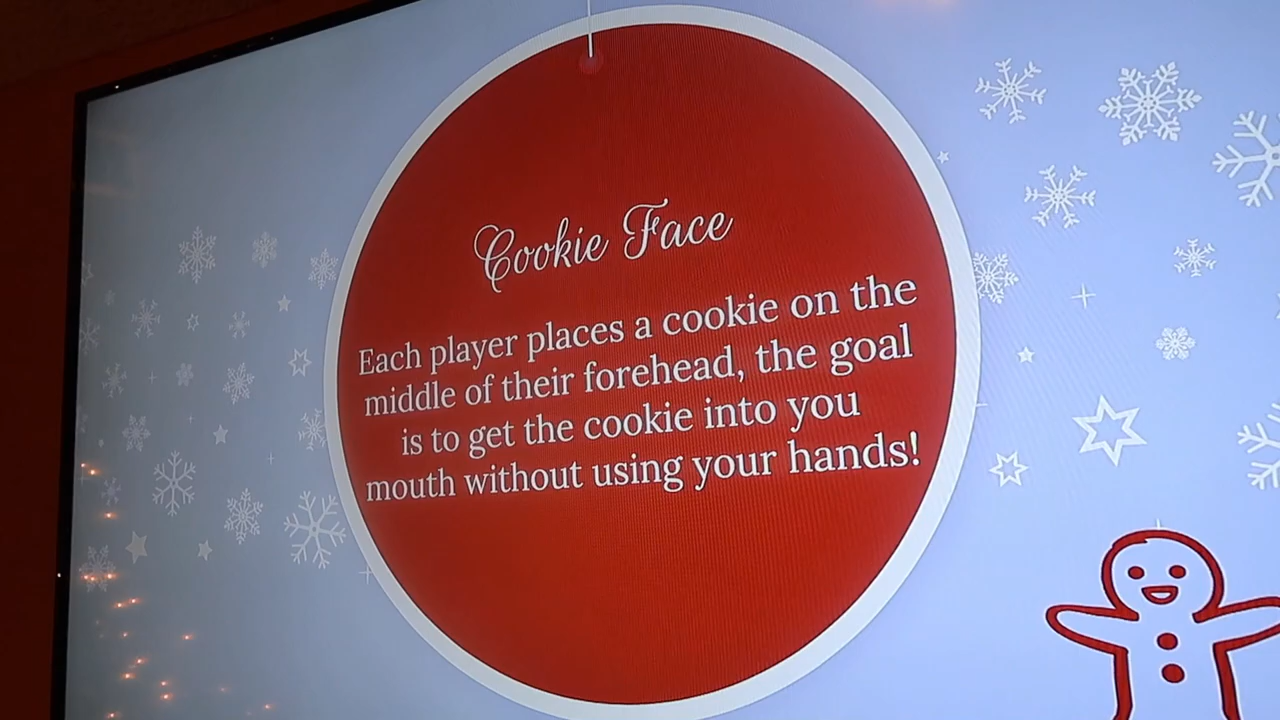 Cookie Face
Each player places a cookie on the
middle of their forehead, the goal
is to get the cookie into you
mouth without using your hands!